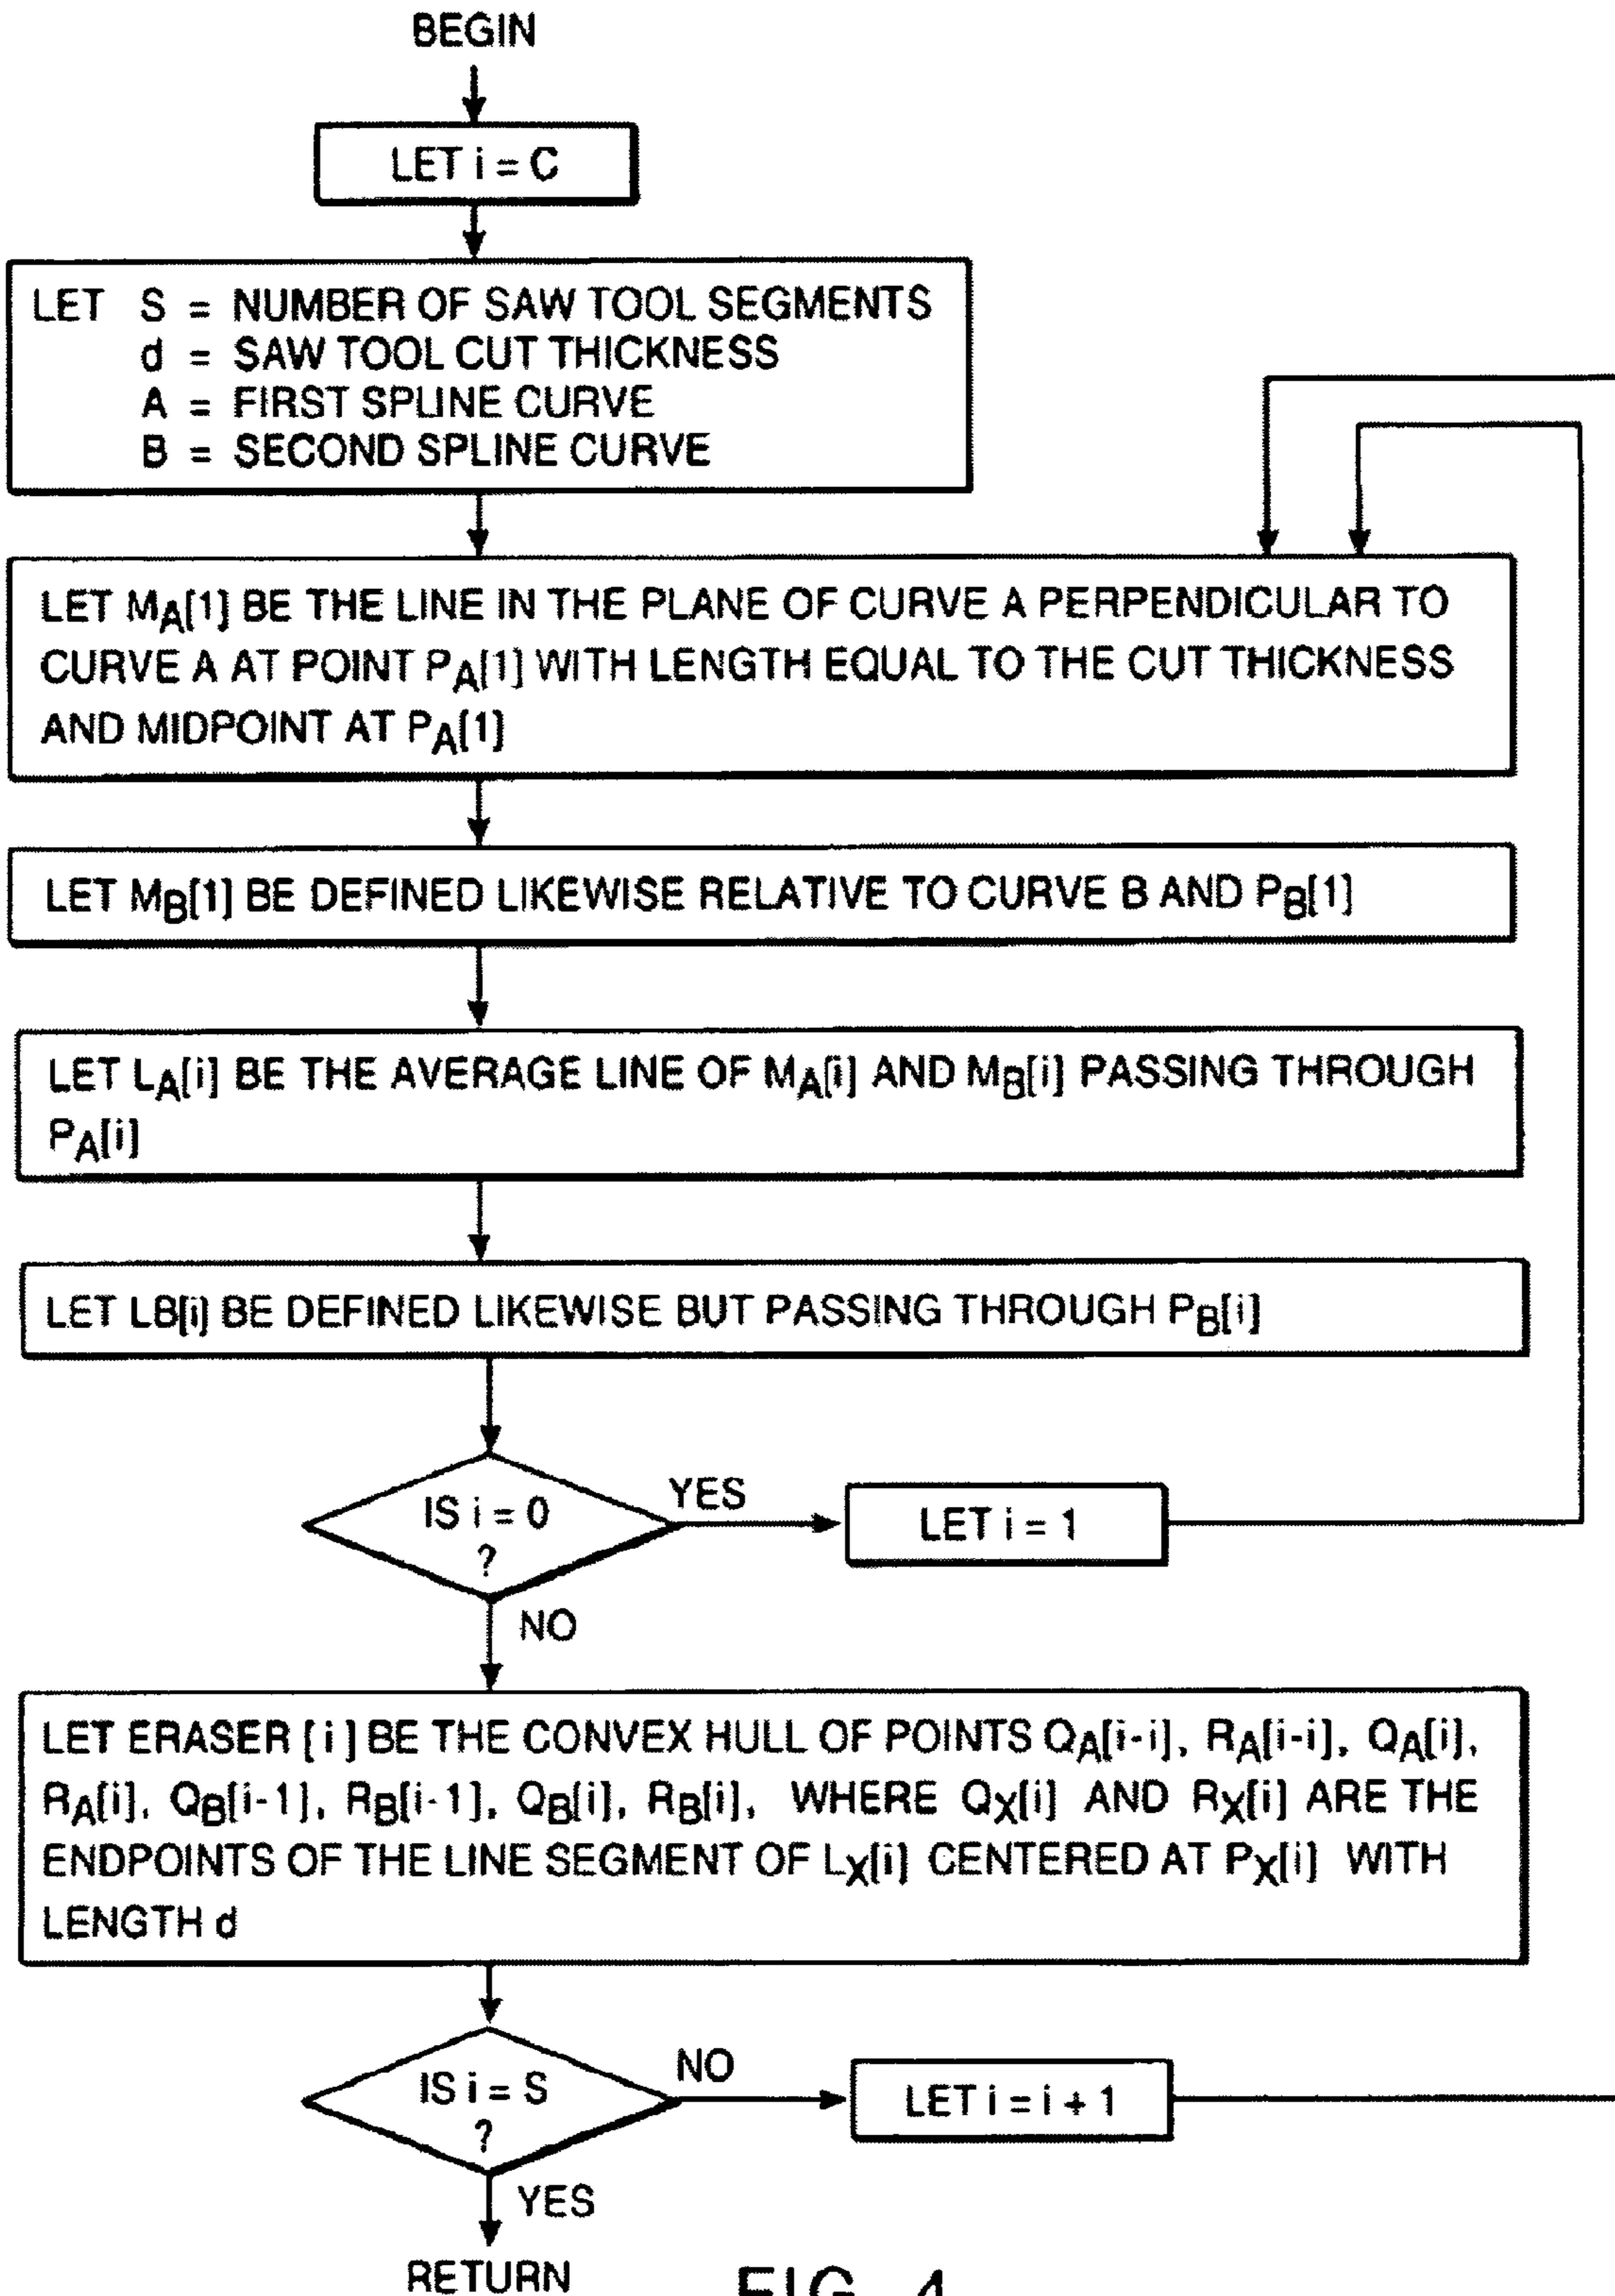 BEGIN
LET i = C
LET S = NUMBER OF SAW TOOL SEGMENTS
d = SAW TOOL CUT THICKNESS
A = FIRST SPLINE CURVE
B = SECOND SPLINE CURVE
LET MA[1] BE THE LINE IN THE PLANE OF CURVE A PERPENDICULAR TO
CURVE A AT POINT PA[1] WITH LENGTH EQUAL TO THE CUT THICKNESS
AND MIDPOINT AT PA[1]
LET MB[1] BE DEFINED LIKEWISE RELATIVE TO CURVE B AND PB[1]
LET LA[i] BE THE AVERAGE LINE OF MA[i] AND MB[i] PASSING THROUGH
PA[i]
LET LB[i] BE DEFINED LIKEWISE BUT PASSING THROUGH PB[i]
IS i = 0
?
YES
LET i = 1
NO
LET ERASER [i] BE THE CONVEX HULL OF POINTS QA[i-i], RA[i-i], QA[i],
RA[i], QB[i-1], RB[i-1], QB[i], RB[i], WHERE QX[i] AND RX[i] ARE THE
ENDPOINTS OF THE LINE SEGMENT OF LX[i] CENTERED AT PX[i] WITH
LENGTH d
IS i = S
?
NO
LET i = i + 1
YES
RETURN
FIG. 4